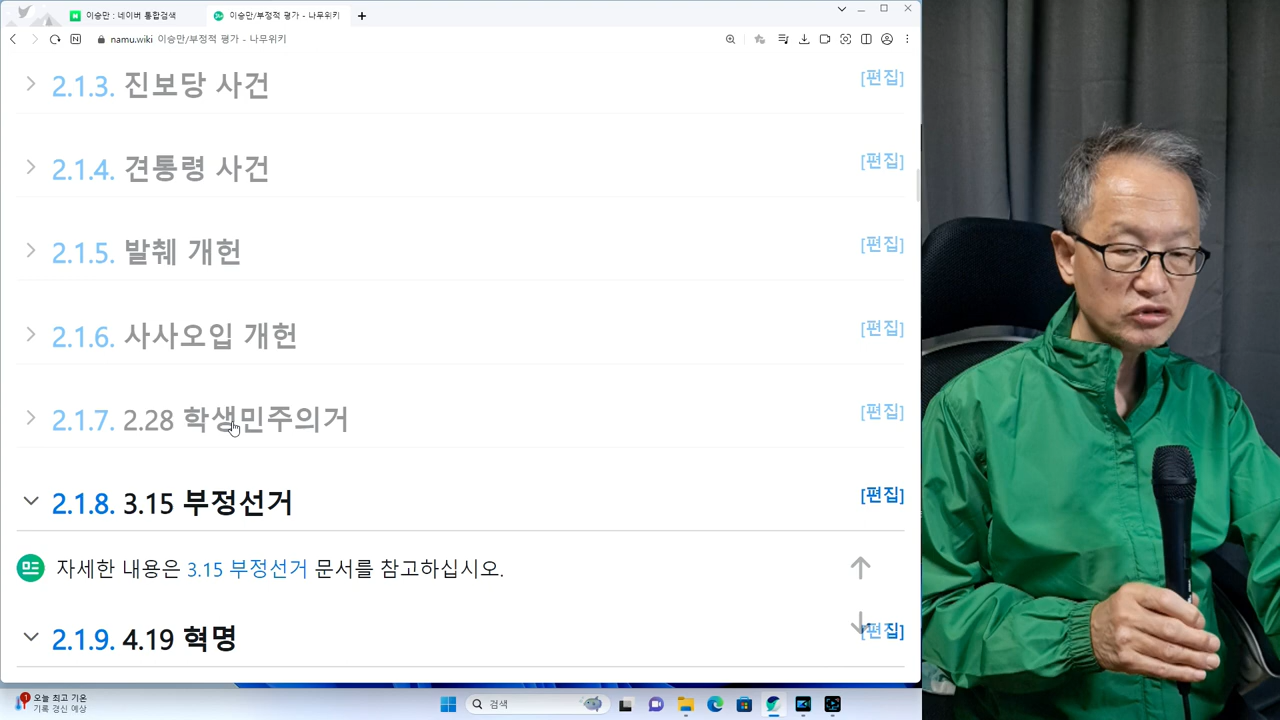 이승만 : 네이버 통합검색
이승만/부정적 평가 - 나무위키
namu.wiki 이승만/부정적 평가 - 나무위키
2.1.3. 진보당 사건 [편집]
2.1.4. 견통령 사건 [편집]
2.1.5. 발췌 개헌 [편집]
2.1.6. 사사오입 개헌 [편집]
2.1.7. 2.28 학생민주의거 [편집]
2.1.8. 3.15 부정선거 [편집]
자세한 내용은 3.15 부정선거 문서를 참고하십시오.
2.1.9. 4.19 혁명 [편집]
1
오늘 최고 기온
기록 경신 예상
검색